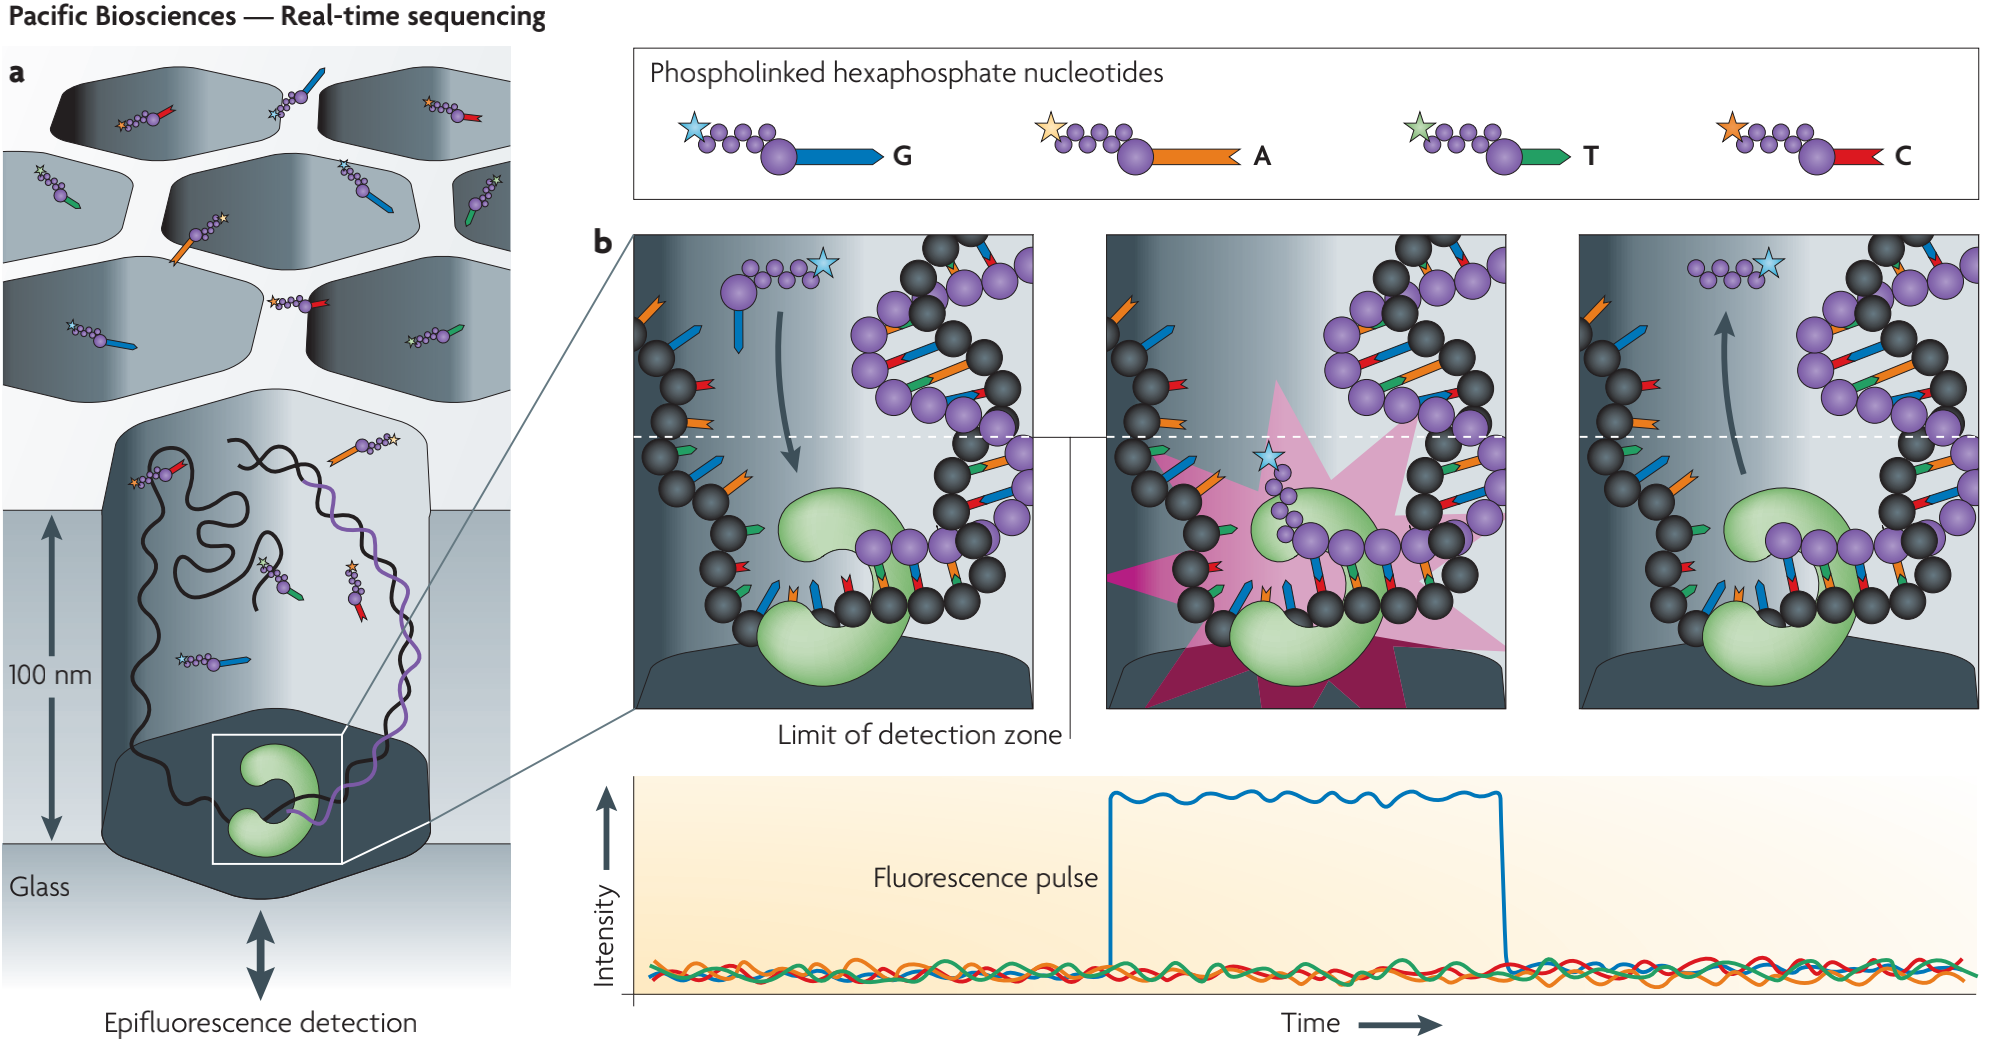 Pacific Biosciences — Real-time sequencing
a
100 nm
Glass
Epifluorescence detection
Phospholinked hexaphosphate nucleotides
G
A
T
C
b
Limit of detection zone
Fluorescence pulse
Intensity
Time